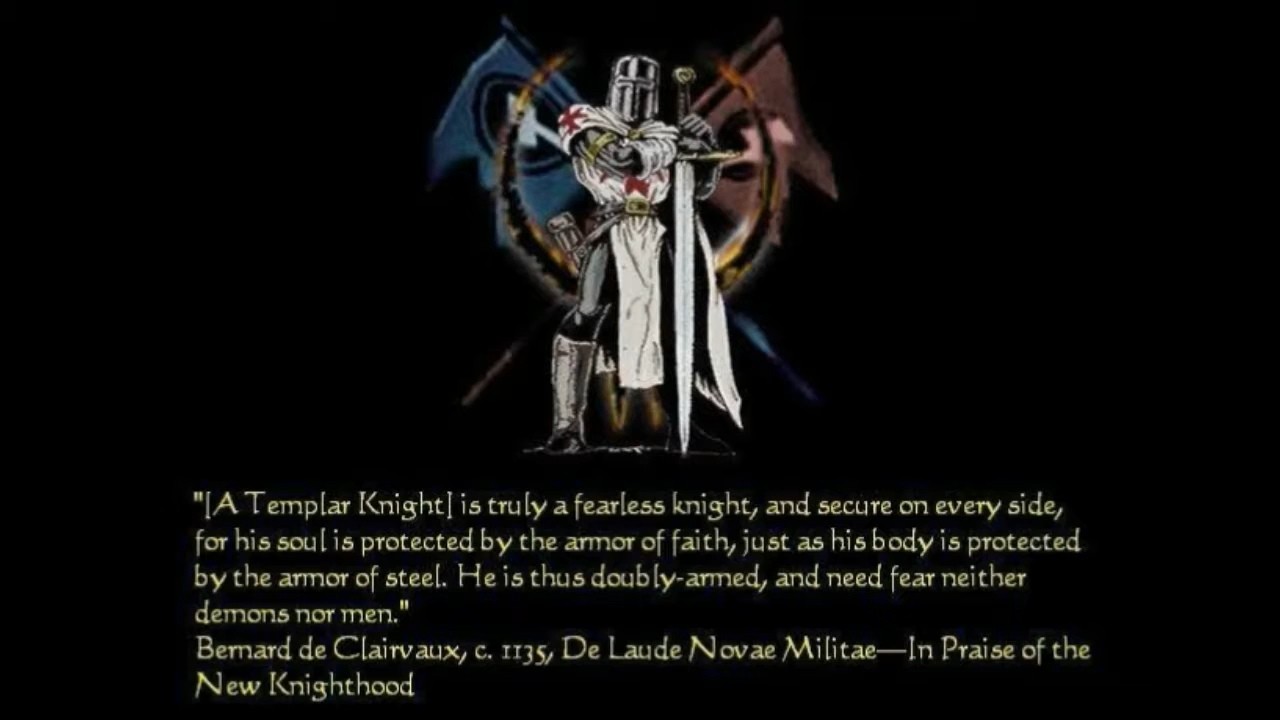 "[A Templar Knight] is truly a fearless knight, and secure on every side,
for his soul is protected by the armor of faith, just as his body is protected
by the armor of steel. He is thus doubly-armed, and need fear neither
demons nor men."
Bernard de Clairvaux, c. 1135, De Laude Novae Militae—In Praise of the
New Knighthood